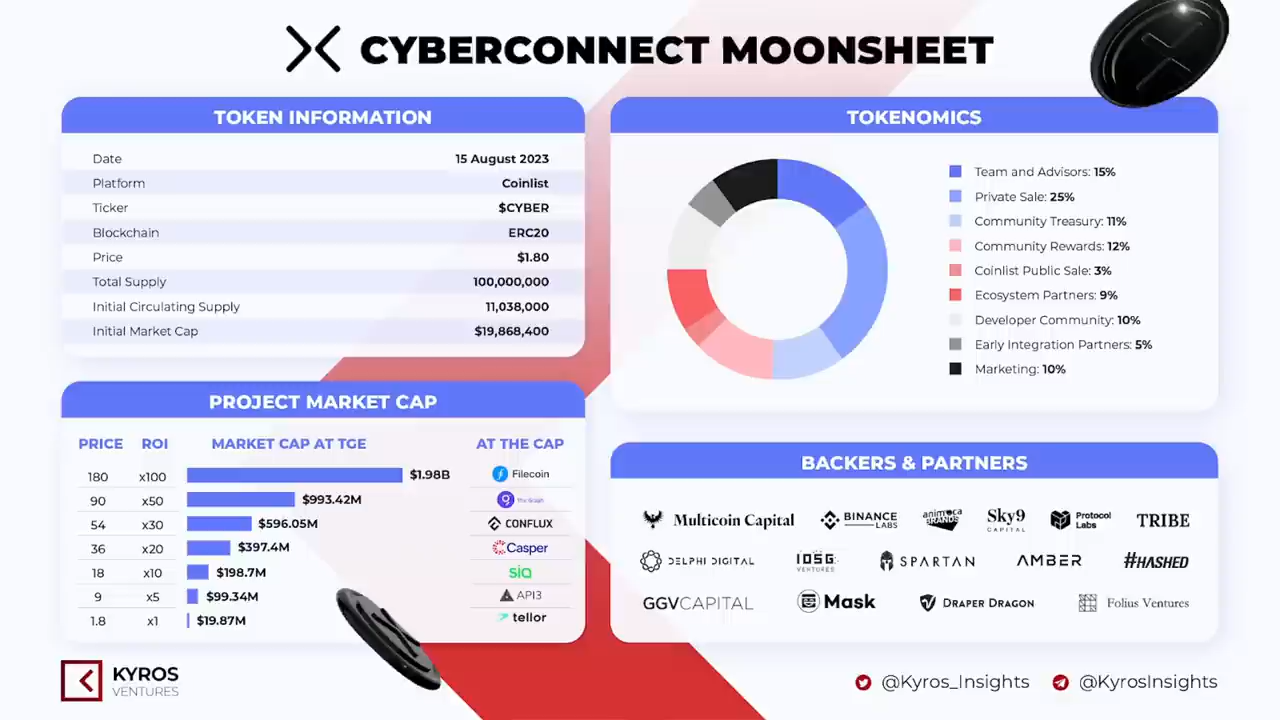 CYBERCONNECT MOONSHEET
TOKEN INFORMATION
Date 15 August 2023
Platform Coinlist
Ticker $CYBER
Blockchain ERC20
Price $1.80
Total Supply 100,000,000
Initial Circulating Supply 11,038,000
Initial Market Cap $19,868,400
TOKENOMICS
Team and Advisors: 15%
Private Sale: 25%
Community Treasury: 11%
Community Rewards: 12%
Coinlist Public Sale: 3%
Ecosystem Partners: 9%
Developer Community: 10%
Early Integration Partners: 5%
Marketing: 10%
PROJECT MARKET CAP
PRICE ROI MARKET CAP AT TGE AT THE CAP
180 x100 $1.98B Filecoin
90 x50 $993.42M The Graph
54 x30 $596.05M CONFLUX
36 x20 $397.4M Casper
18 x10 $198.7M sia
9 x5 $99.34M API3
1.8 x1 $19.87M tellor
BACKERS & PARTNERS
Multicoin Capital BINANCE LABS animoca BRANDS Sky9 CAPITAL Protocol Labs TRIBE
DELPHI DIGITAL IOSG VENTURES SPARTAN AMBER #HASHED
GGVCAPITAL Mask DRAPER DRAGON Folius Ventures
KYROS
VENTURES
@Kyros_Insights @KyrosInsights